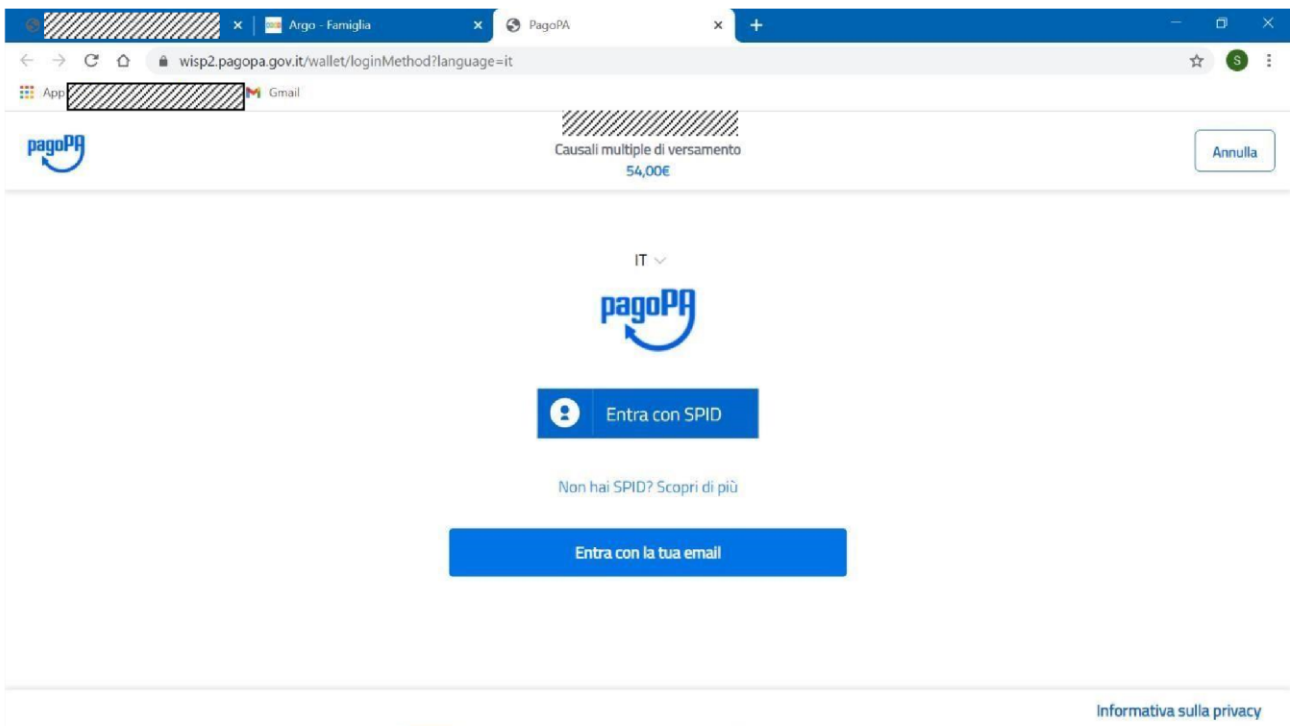 Argo - Famiglia
PagoPA
wisp2.pagopa.gov.it/wallet/loginMethod?language=it
S
App
Gmail
pagoPA
Causali multiple di versamento
54,00€
Annulla
IT
pagoPA
Entra con SPID
Non hai SPID? Scopri di più
Entra con la tua email
Informativa sulla privacy